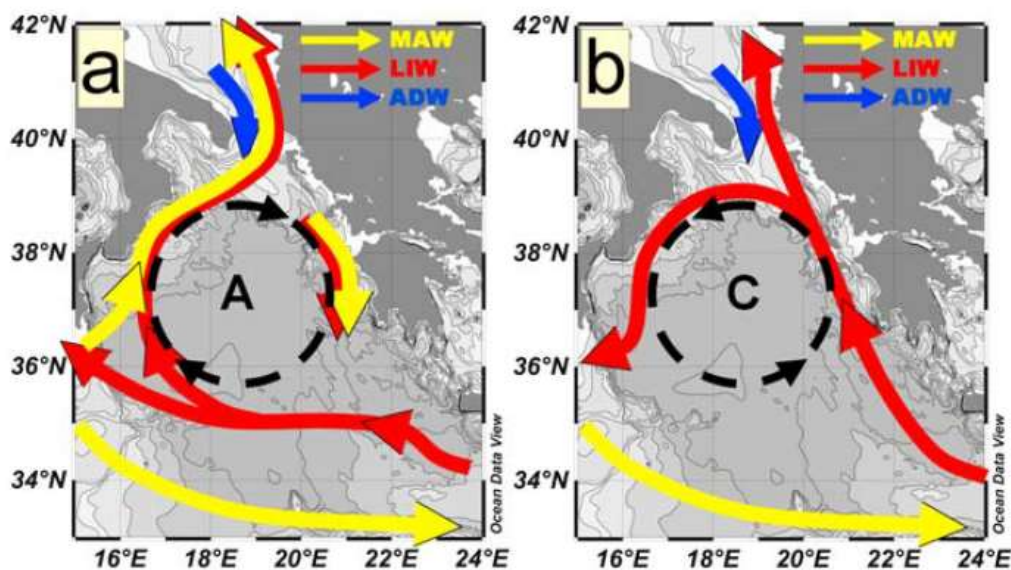 42°N
40°N
38°N
36°N
34°N
a
MAW
LIW
ADW
A
Ocean Data View
16°E 18°E 20°E 22°E 24°E
42°N
40°N
38°N
36°N
34°N
b
MAW
LIW
ADW
C
Ocean Data View
16°E 18°E 20°E 22°E 24°E